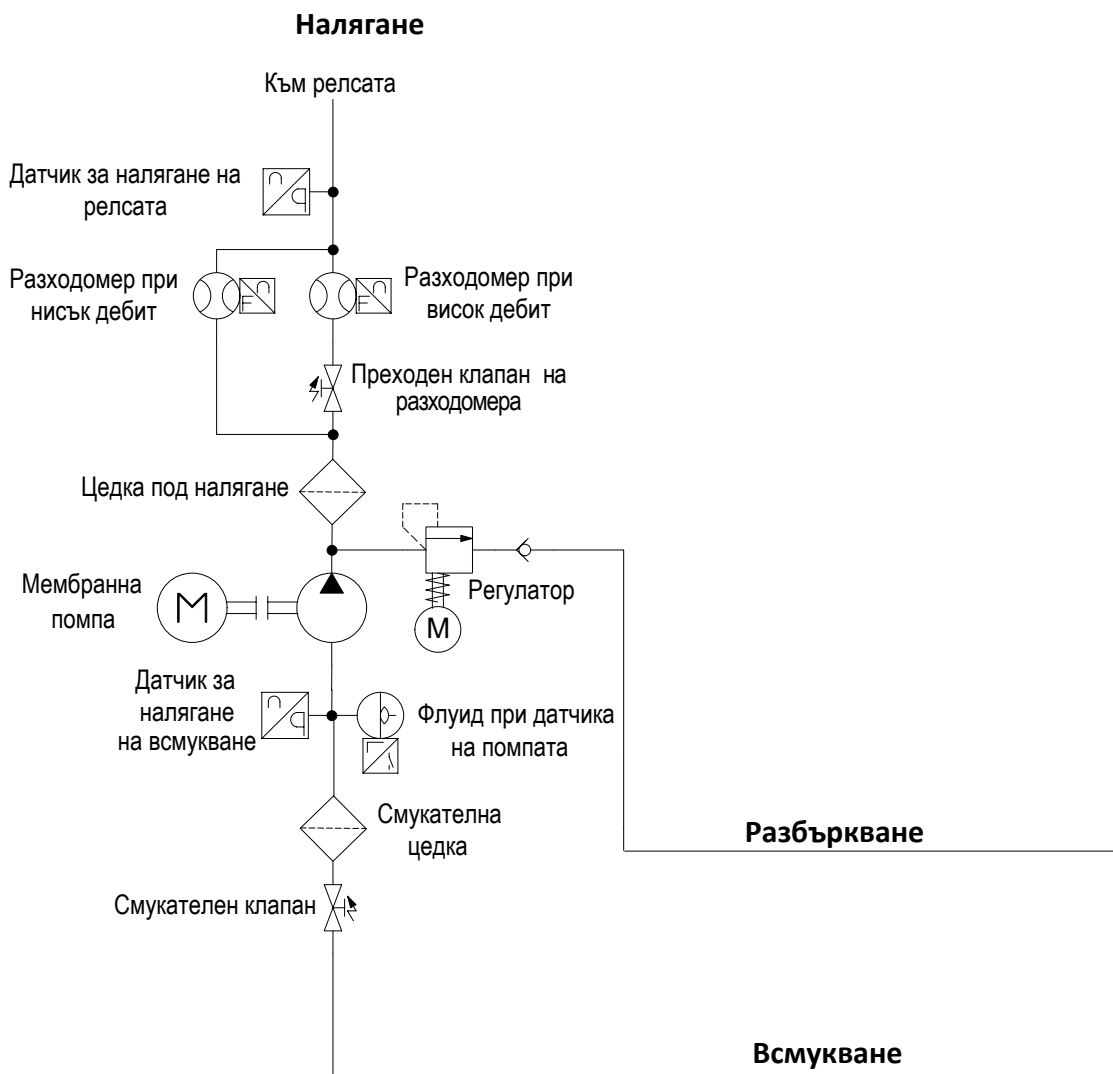 Налягане
Към релсата
Датчик за налягане на
релсата
Разходомер при
нисък дебит
Разходомер при
висок дебит
Преходен клапан на
разходомера
Цедка под налягане
Мембранна
помпа
M
Регулатор
M
Датчик за
налягане
на всмукване
Флуид при датчика
на помпата
Смукателна
цедка
Разбъркване
Смукателен клапан
Всмукване